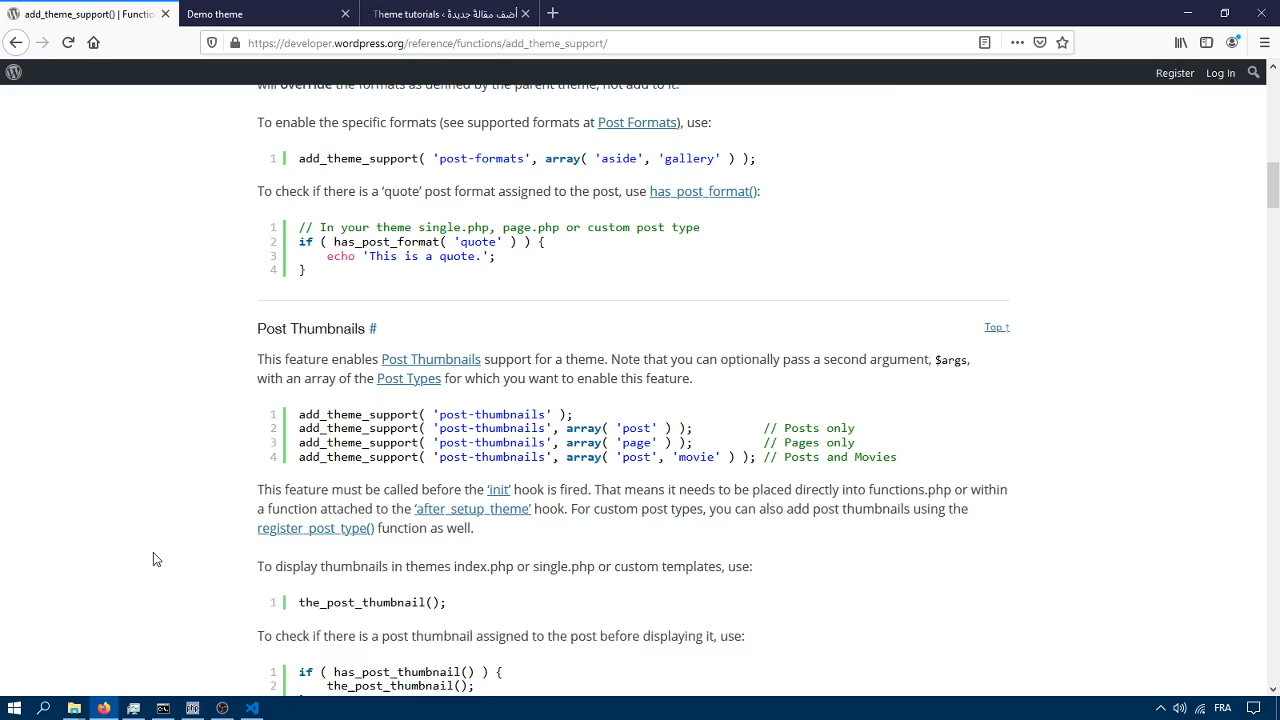 add_theme_support() | Functio
Demo theme
أضف مقالةً جديدةً ‹ Theme tutorials
https://developer.wordpress.org/reference/functions/add_theme_support/
Register
Log In
will override the formats as defined by the parent theme, not add to it.
To enable the specific formats (see supported formats at Post Formats), use:
1 add_theme_support( 'post-formats', array( 'aside', 'gallery' ) );
To check if there is a ‘quote’ post format assigned to the post, use has_post_format():
1 // In your theme single.php, page.php or custom post type
2 if ( has_post_format( 'quote' ) ) {
3 echo 'This is a quote.';
4 }
Post Thumbnails #
Top ↑
This feature enables Post Thumbnails support for a theme. Note that you can optionally pass a second argument, $args,
with an array of the Post Types for which you want to enable this feature.
1 add_theme_support( 'post-thumbnails' );
2 add_theme_support( 'post-thumbnails', array( 'post' ) ); // Posts only
3 add_theme_support( 'post-thumbnails', array( 'page' ) ); // Pages only
4 add_theme_support( 'post-thumbnails', array( 'post', 'movie' ) ); // Posts and Movies
This feature must be called before the ‘init’ hook is fired. That means it needs to be placed directly into functions.php or within
a function attached to the ‘after_setup_theme’ hook. For custom post types, you can also add post thumbnails using the
register_post_type() function as well.
To display thumbnails in themes index.php or single.php or custom templates, use:
1 the_post_thumbnail();
To check if there is a post thumbnail assigned to the post before displaying it, use:
1 if ( has_post_thumbnail() ) {
2 the_post_thumbnail();
FRA